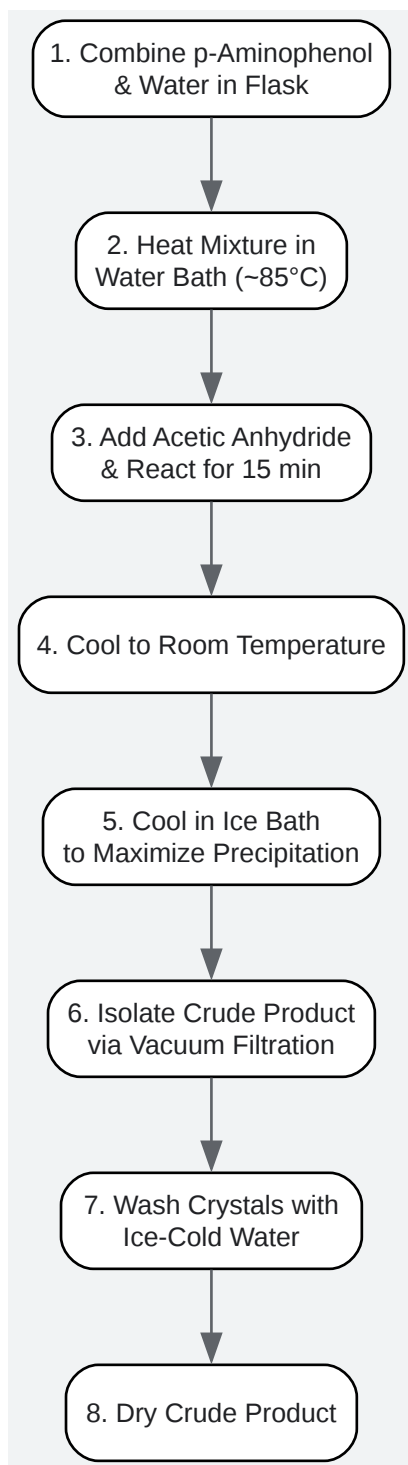 1. Combine p-Aminophenol
& Water in Flask
2. Heat Mixture in
Water Bath (~85°C)
3. Add Acetic Anhydride
& React for 15 min
4. Cool to Room Temperature
5. Cool in Ice Bath
to Maximize Precipitation
6. Isolate Crude Product
via Vacuum Filtration
7. Wash Crystals with
Ice-Cold Water
8. Dry Crude Product